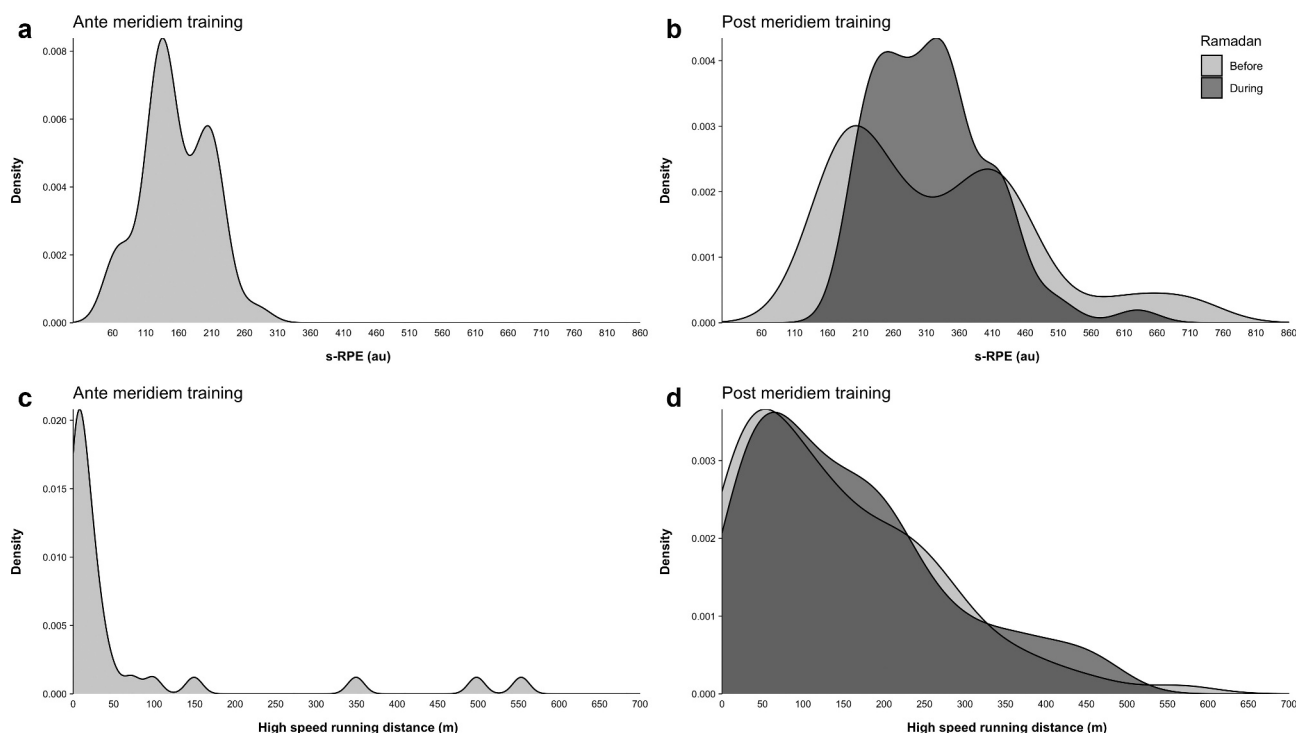 a
Ante meridiem training
0.008
0.006
0.004
0.002
0.000
Density
60 110 160 210 260 310 360 410 460 510 560 610 660 710 760 810 860
s-RPE (au)
b
Post meridiem training
Ramadan
Before
During
0.004
0.003
0.002
0.001
0.000
Density
60 110 160 210 260 310 360 410 460 510 560 610 660 710 760 810 860
s-RPE (au)
c
Ante meridiem training
0.020
0.015
0.010
0.005
0.000
Density
0 50 100 150 200 250 300 350 400 450 500 550 600 650 700
High speed running distance (m)
d
Post meridiem training
0.003
0.002
0.001
0.000
Density
0 50 100 150 200 250 300 350 400 450 500 550 600 650 700
High speed running distance (m)